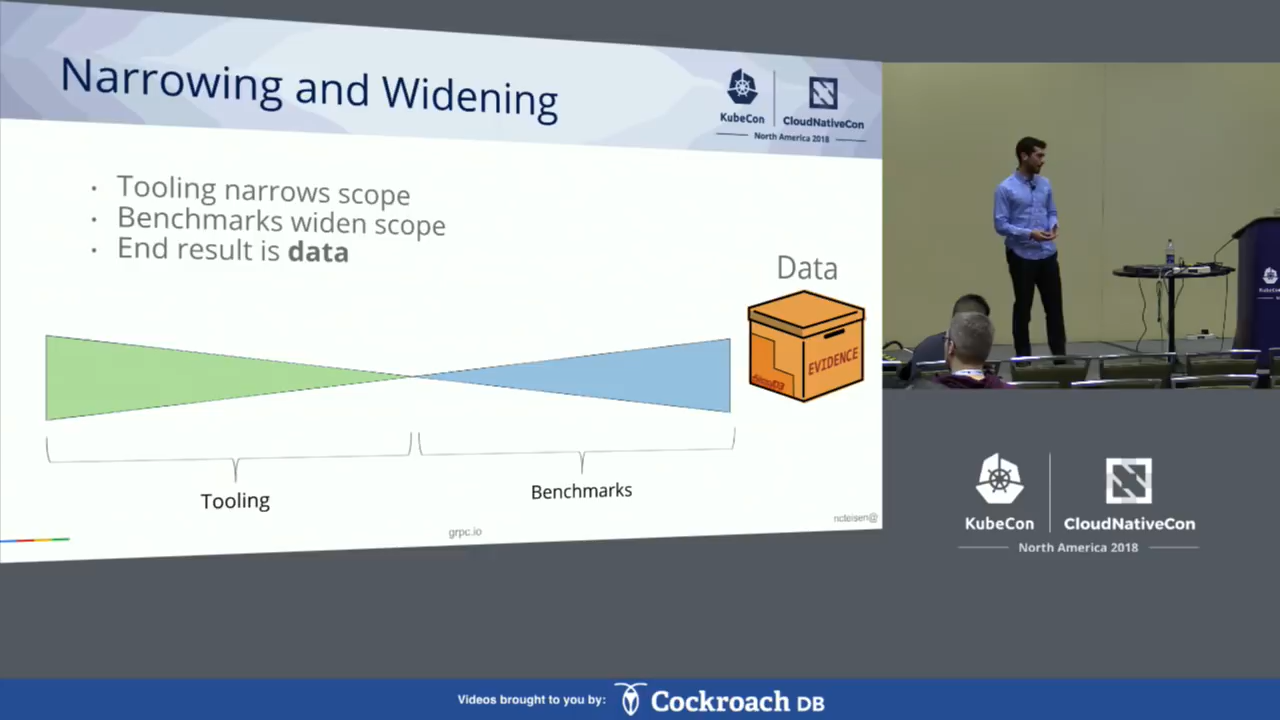 Narrowing and Widening
KubeCon
CloudNativeCon
North America 2018
· Tooling narrows scope
· Benchmarks widen scope
· End result is data
Data
EVIDENCE
Tooling
Benchmarks
grpc.io
ncteisen@
KubeCon
KubeCon
CloudNativeCon
North America 2018
Videos brought to you by:
Cockroach DB